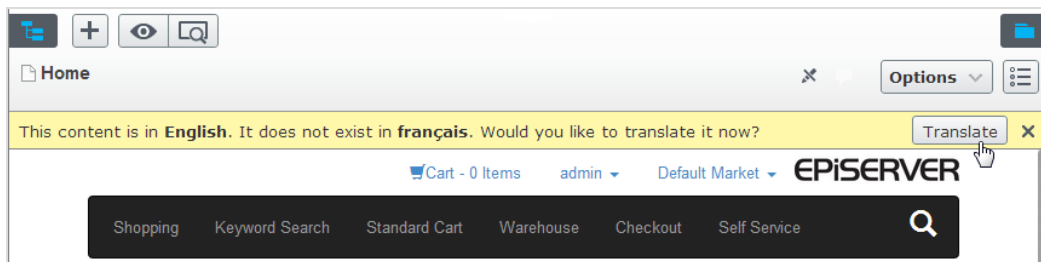 Home
Options
This content is in English. It does not exist in français. Would you like to translate it now? Translate
Cart - 0 Items admin Default Market EPiSERVER
Shopping Keyword Search Standard Cart Warehouse Checkout Self Service